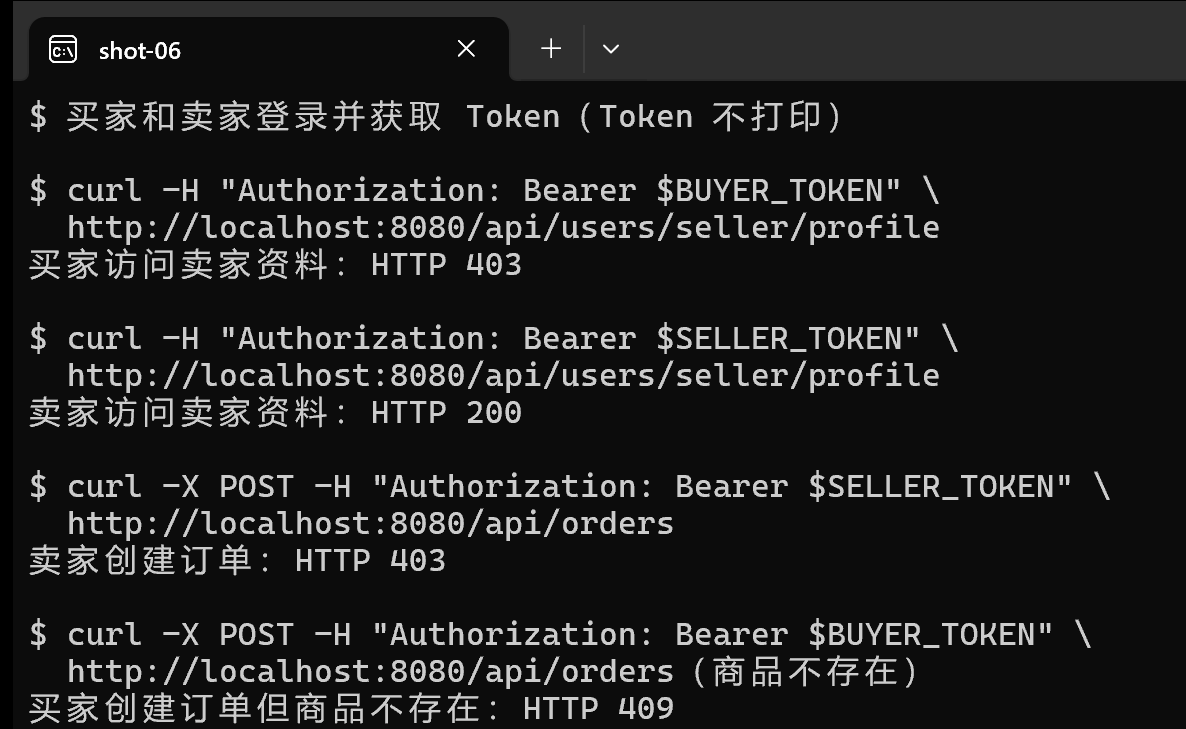 shot-06
$ 买家和卖家登录并获取 Token（Token 不打印）
$ curl -H "Authorization: Bearer $BUYER_TOKEN" \
http://localhost:8080/api/users/seller/profile
买家访问卖家资料：HTTP 403
$ curl -H "Authorization: Bearer $SELLER_TOKEN" \
http://localhost:8080/api/users/seller/profile
卖家访问卖家资料：HTTP 200
$ curl -X POST -H "Authorization: Bearer $SELLER_TOKEN" \
http://localhost:8080/api/orders
卖家创建订单：HTTP 403
$ curl -X POST -H "Authorization: Bearer $BUYER_TOKEN" \
http://localhost:8080/api/orders（商品不存在）
买家创建订单但商品不存在：HTTP 409